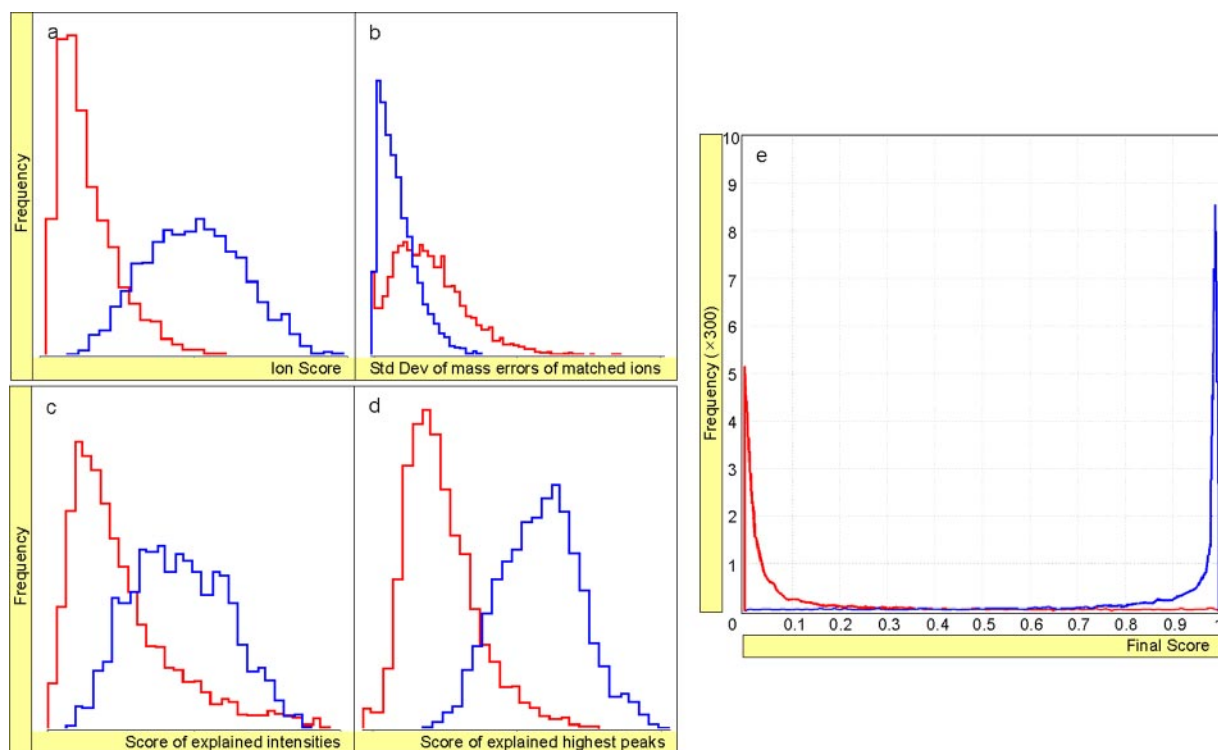 a
b
Frequency
Ion Score
Std Dev of mass errors of matched ions
c
d
Frequency
Score of explained intensities
Score of explained highest peaks
e
Frequency (×300)
10
9
8
7
6
5
4
3
2
1
0 0.1 0.2 0.3 0.4 0.5 0.6 0.7 0.8 0.9 1
Final Score